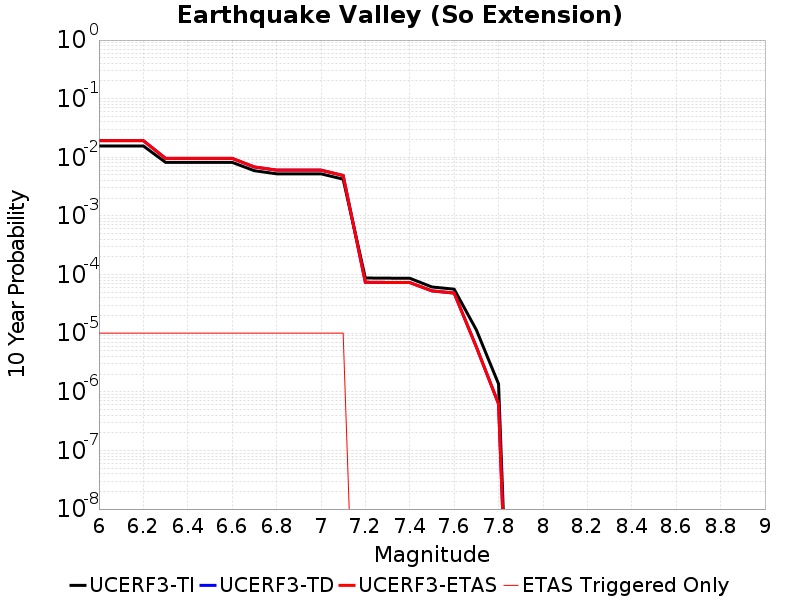 Earthquake Valley (So Extension)
10 Year Probability
10^0
10^-1
10^-2
10^-3
10^-4
10^-5
10^-6
10^-7
10^-8
6 6.2 6.4 6.6 6.8 7 7.2 7.4 7.6 7.8 8 8.2 8.4 8.6 8.8 9
Magnitude
UCERF3-TI UCERF3-TD UCERF3-ETAS ETAS Triggered Only